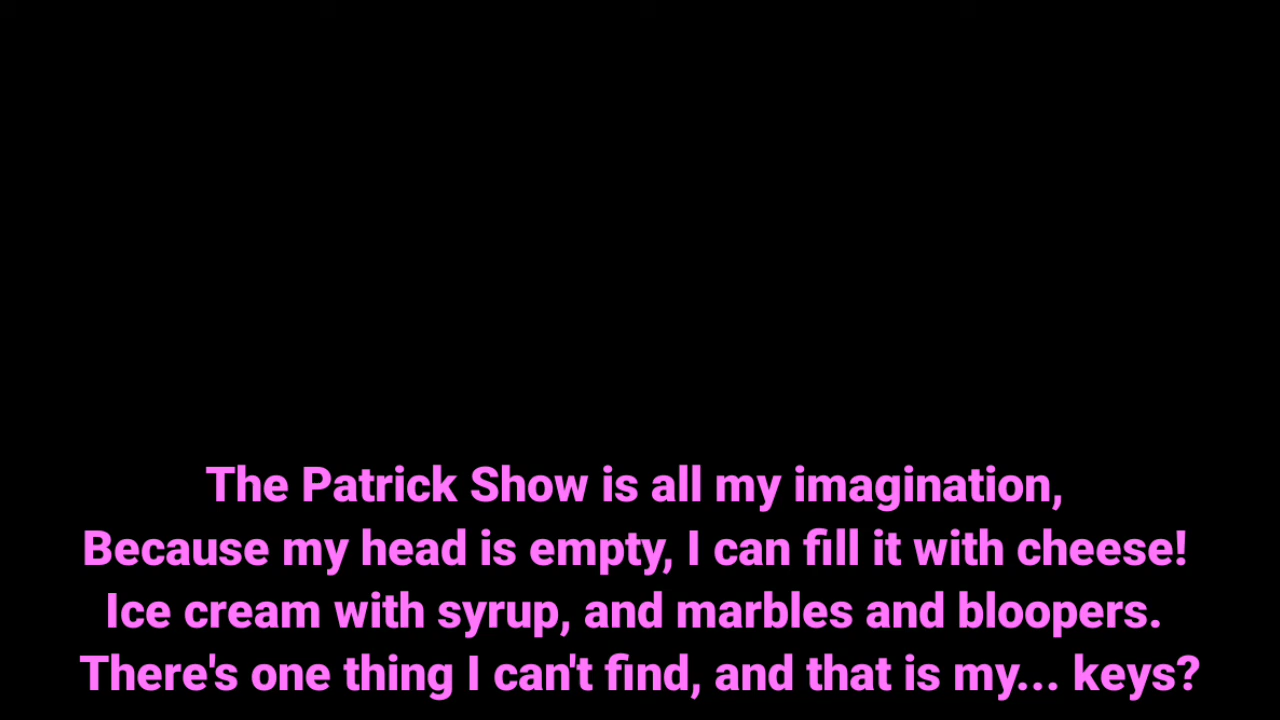 The Patrick Show is all my imagination,
Because my head is empty, I can fill it with cheese!
Ice cream with syrup, and marbles and bloopers.
There's one thing I can't find, and that is my... keys?